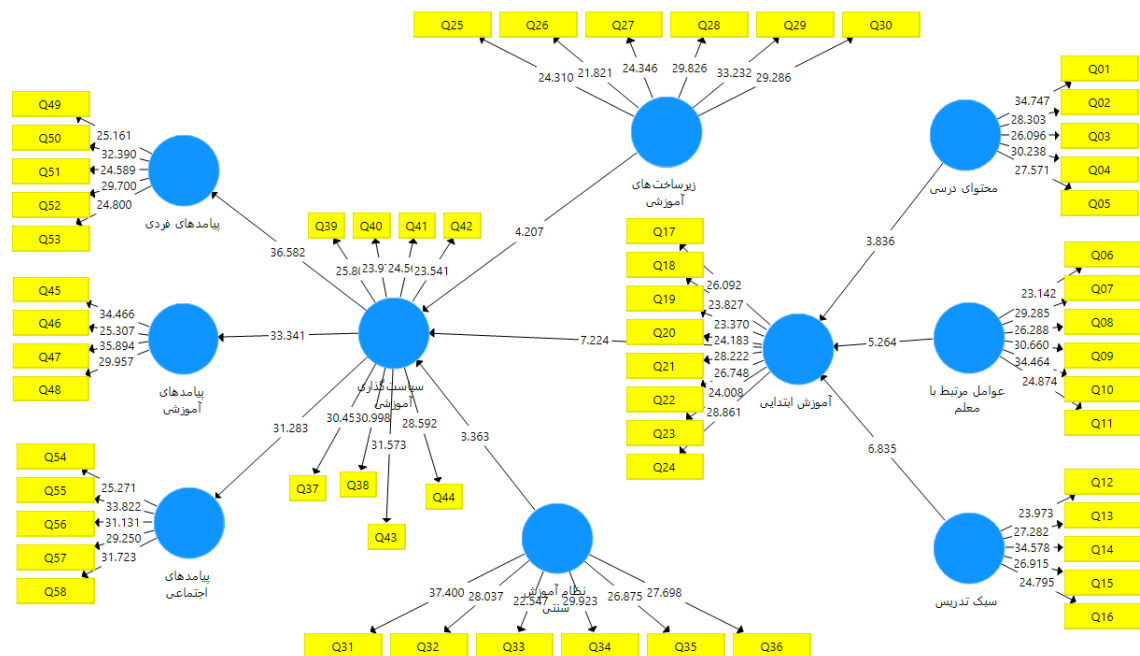 Q25
Q26
Q27
Q28
Q29
Q30
24.310
21.821
24.346
29.826
33.232
29.286
زیرساخت‌های
آموزشی
4.207
Q01
Q02
Q03
Q04
Q05
34.747
28.303
26.096
30.238
27.571
محتوای درسی
3.836
Q49
Q50
Q51
Q52
Q53
25.161
32.390
24.589
29.700
24.800
پیامدهای فردی
36.582
Q39
Q40
Q41
Q42
23.541
Q17
Q18
Q19
Q20
Q21
Q22
Q23
Q24
26.092
23.827
23.370
24.183
28.222
26.748
24.008
28.861
آموزش ابتدایی
7.224
Q06
Q07
Q08
Q09
Q10
Q11
23.142
29.285
26.288
30.660
34.464
24.874
عوامل مرتبط با
معلم
5.264
Q45
Q46
Q47
Q48
34.466
25.307
35.894
29.957
پیامدهای
آموزشی
33.341
سیاست‌گذاری
آموزشی
30.998
31.573
28.592
Q37
Q38
Q43
Q44
31.283
3.363
6.835
Q54
Q55
Q56
Q57
Q58
25.271
33.822
31.131
29.250
31.723
پیامدهای
اجتماعی
Q12
Q13
Q14
Q15
Q16
23.973
27.282
34.578
26.915
24.795
سبک تدریس
نظام آموزش
سنتی
37.400
28.037
22.547
29.923
26.875
27.698
Q31
Q32
Q33
Q34
Q35
Q36